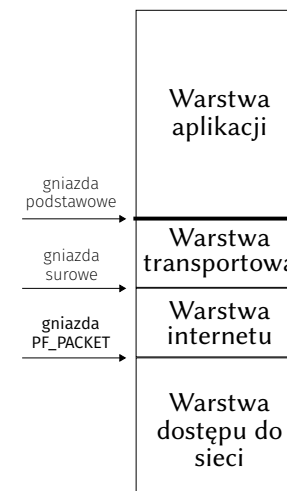 Warstwa
aplikacji
gniazda
podstawowe
Warstwa
transportowa
gniazda
surowe
Warstwa
internetu
gniazda
PF_PACKET
Warstwa
dostępu do
sieci